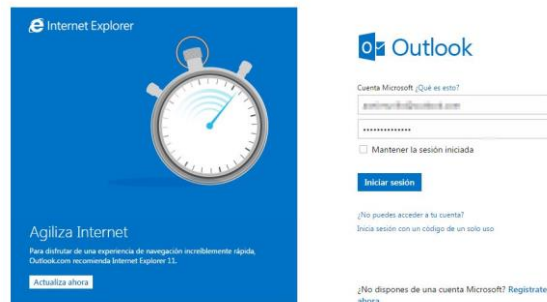 Internet Explorer
Agiliza Internet
Para disfrutar de una experiencia de navegación increíblemente rápida,
Outlook.com recomienda Internet Explorer 11.
Actualiza ahora
Outlook
Cuenta Microsoft ¿Qué es esto?
Mantener la sesión iniciada
Iniciar sesión
¿No puedes acceder a tu cuenta?
Inicia sesión con un código de un solo uso
¿No dispones de una cuenta Microsoft? Regístrate
ahora